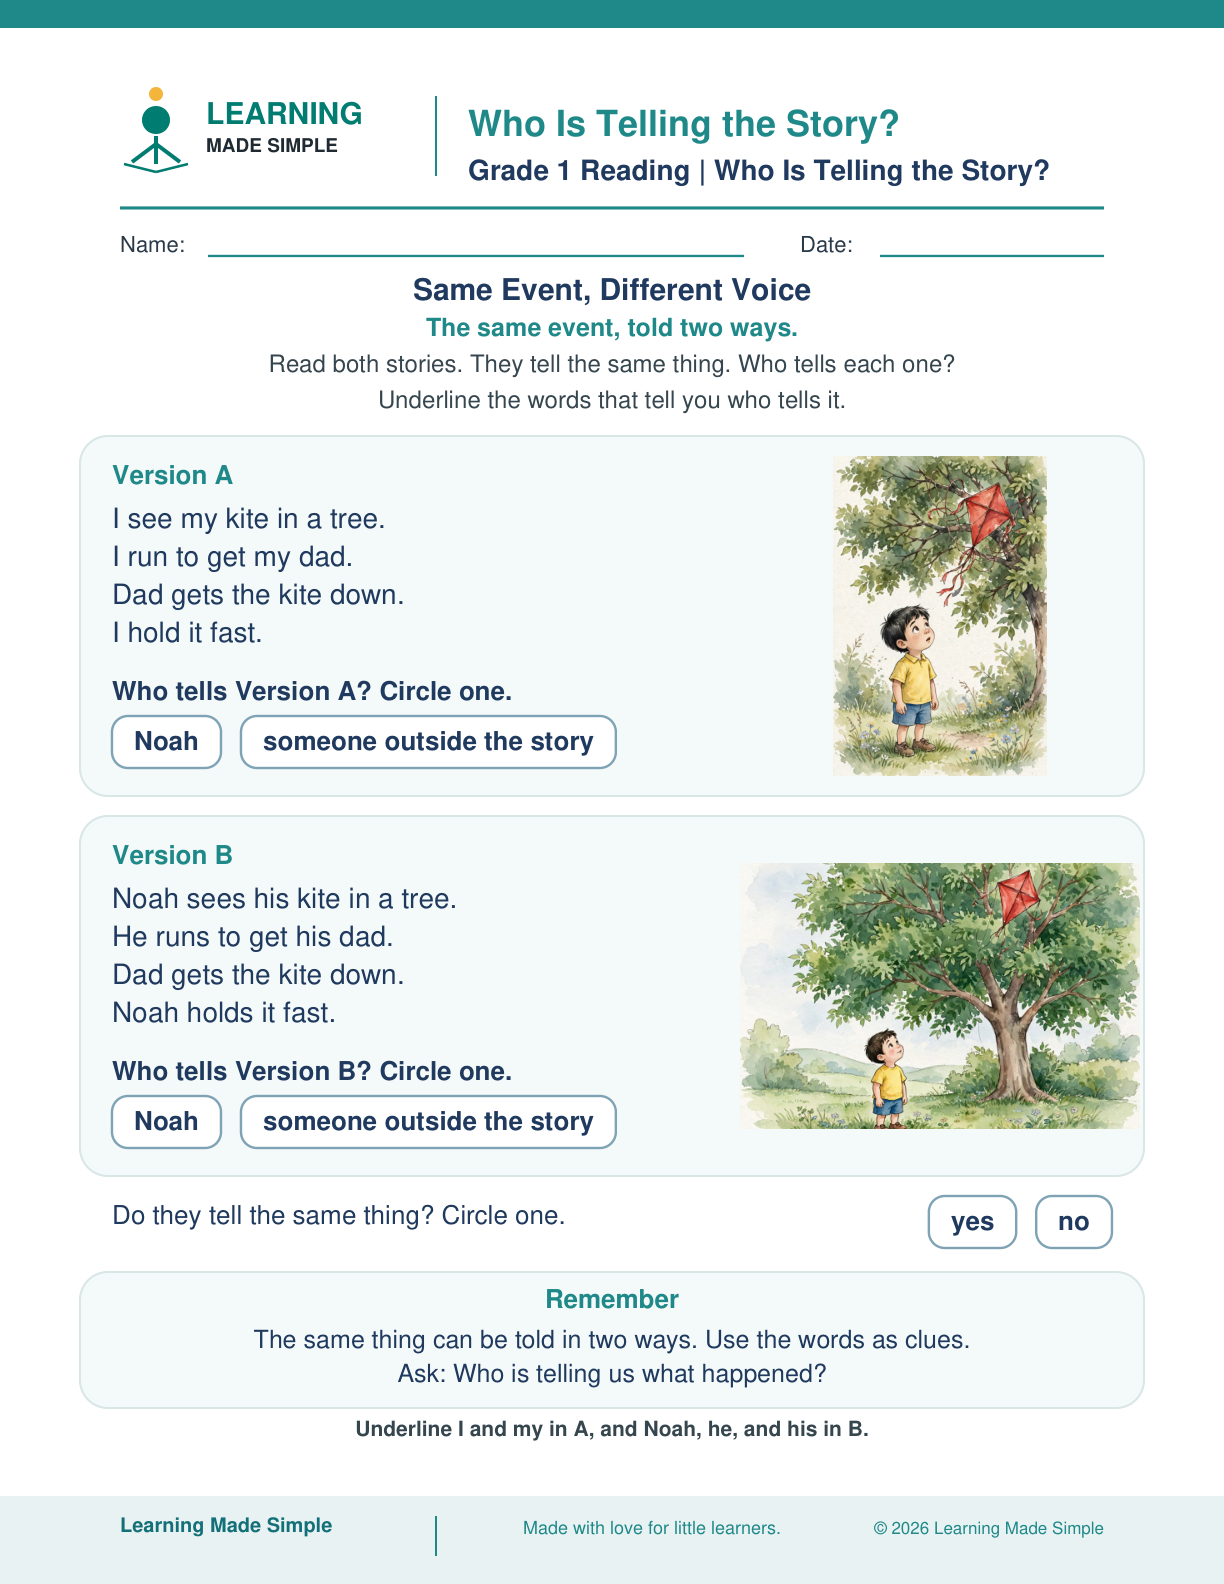 LEARNING
MADE SIMPLE
Who Is Telling the Story?
Grade 1 Reading | Who Is Telling the Story?
Name:
Date:
Same Event, Different Voice
The same event, told two ways.
Read both stories. They tell the same thing. Who tells each one?
Underline the words that tell you who tells it.
Version A
I see my kite in a tree.
I run to get my dad.
Dad gets the kite down.
I hold it fast.
Who tells Version A? Circle one.
Noah
someone outside the story
Version B
Noah sees his kite in a tree.
He runs to get his dad.
Dad gets the kite down.
Noah holds it fast.
Who tells Version B? Circle one.
Noah
someone outside the story
Do they tell the same thing? Circle one.
yes
no
Remember
The same thing can be told in two ways. Use the words as clues.
Ask: Who is telling us what happened?
Underline I and my in A, and Noah, he, and his in B.
Learning Made Simple
Made with love for little learners.
© 2026 Learning Made Simple